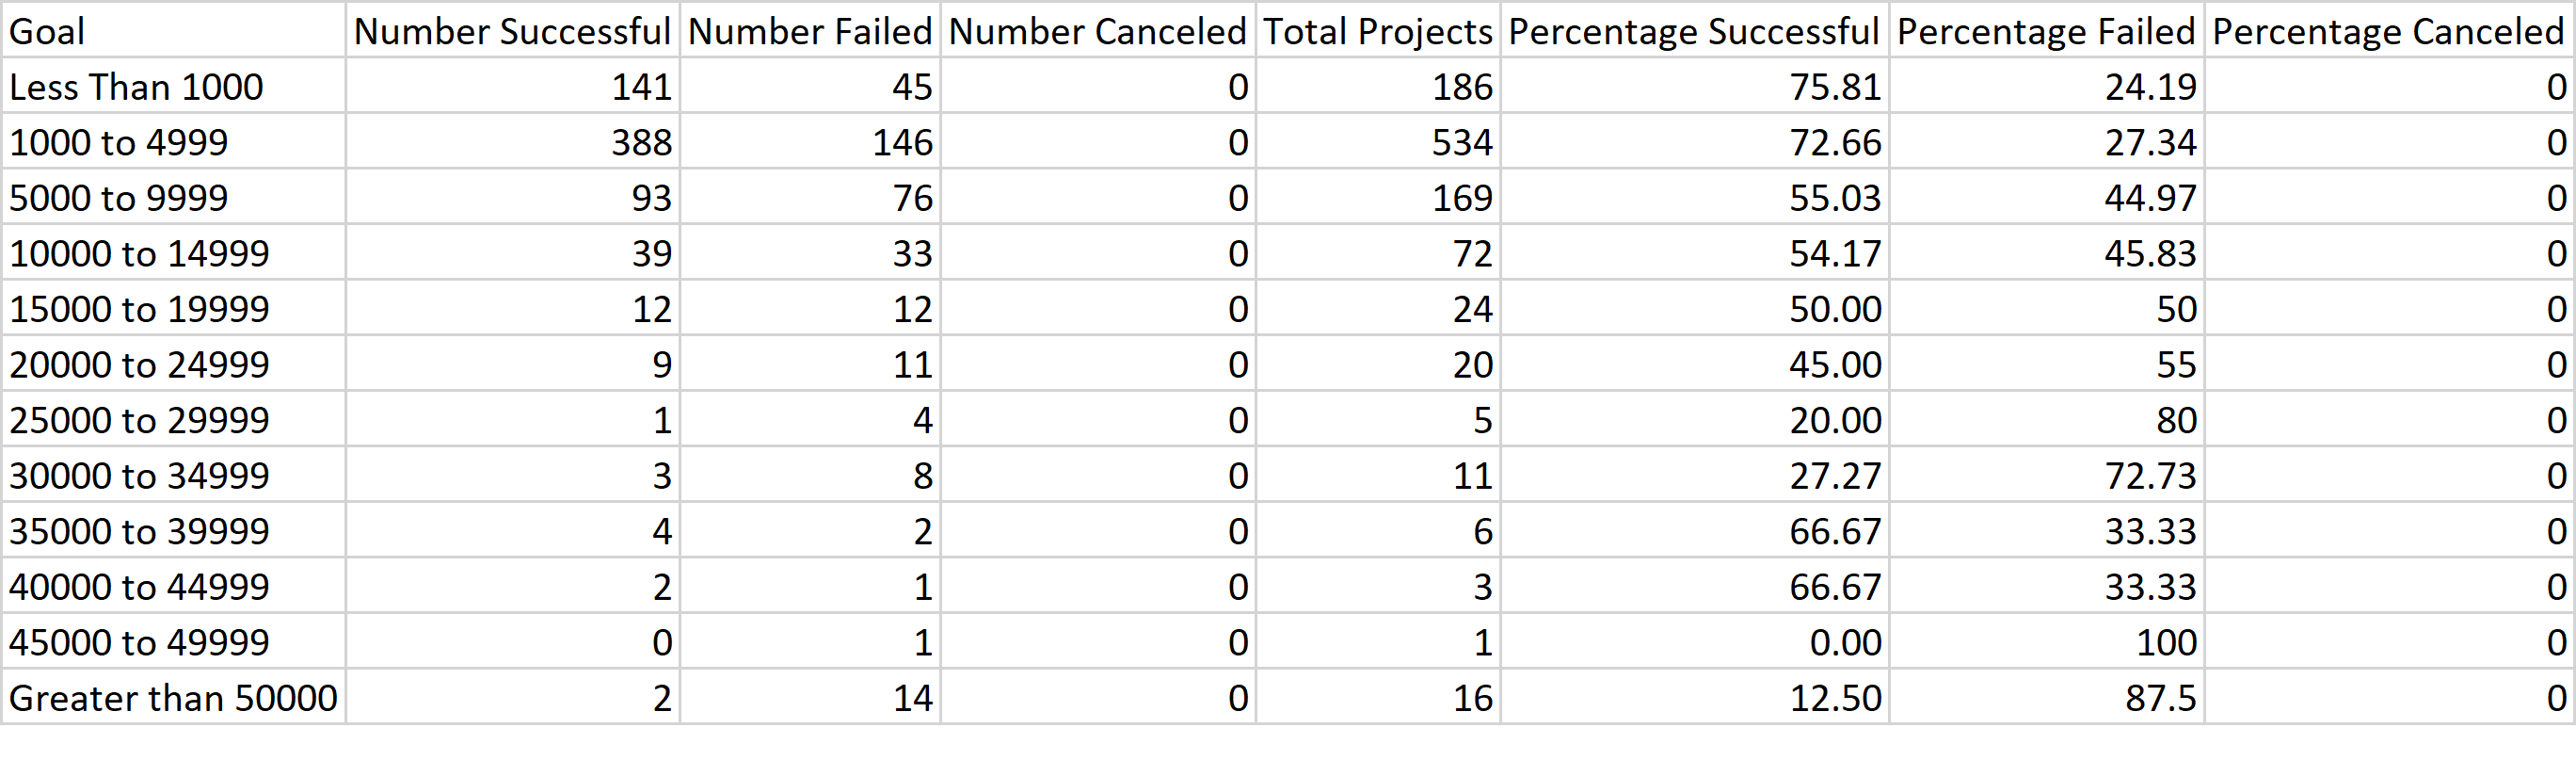 Goal Number Successful Number Failed Number Canceled Total Projects Percentage Successful Percentage Failed Percentage Canceled
Less Than 1000 141 45 0 186 75.81 24.19 0
1000 to 4999 388 146 0 534 72.66 27.34 0
5000 to 9999 93 76 0 169 55.03 44.97 0
10000 to 14999 39 33 0 72 54.17 45.83 0
15000 to 19999 12 12 0 24 50.00 50 0
20000 to 24999 9 11 0 20 45.00 55 0
25000 to 29999 1 4 0 5 20.00 80 0
30000 to 34999 3 8 0 11 27.27 72.73 0
35000 to 39999 4 2 0 6 66.67 33.33 0
40000 to 44999 2 1 0 3 66.67 33.33 0
45000 to 49999 0 1 0 1 0.00 100 0
Greater than 50000 2 14 0 16 12.50 87.5 0